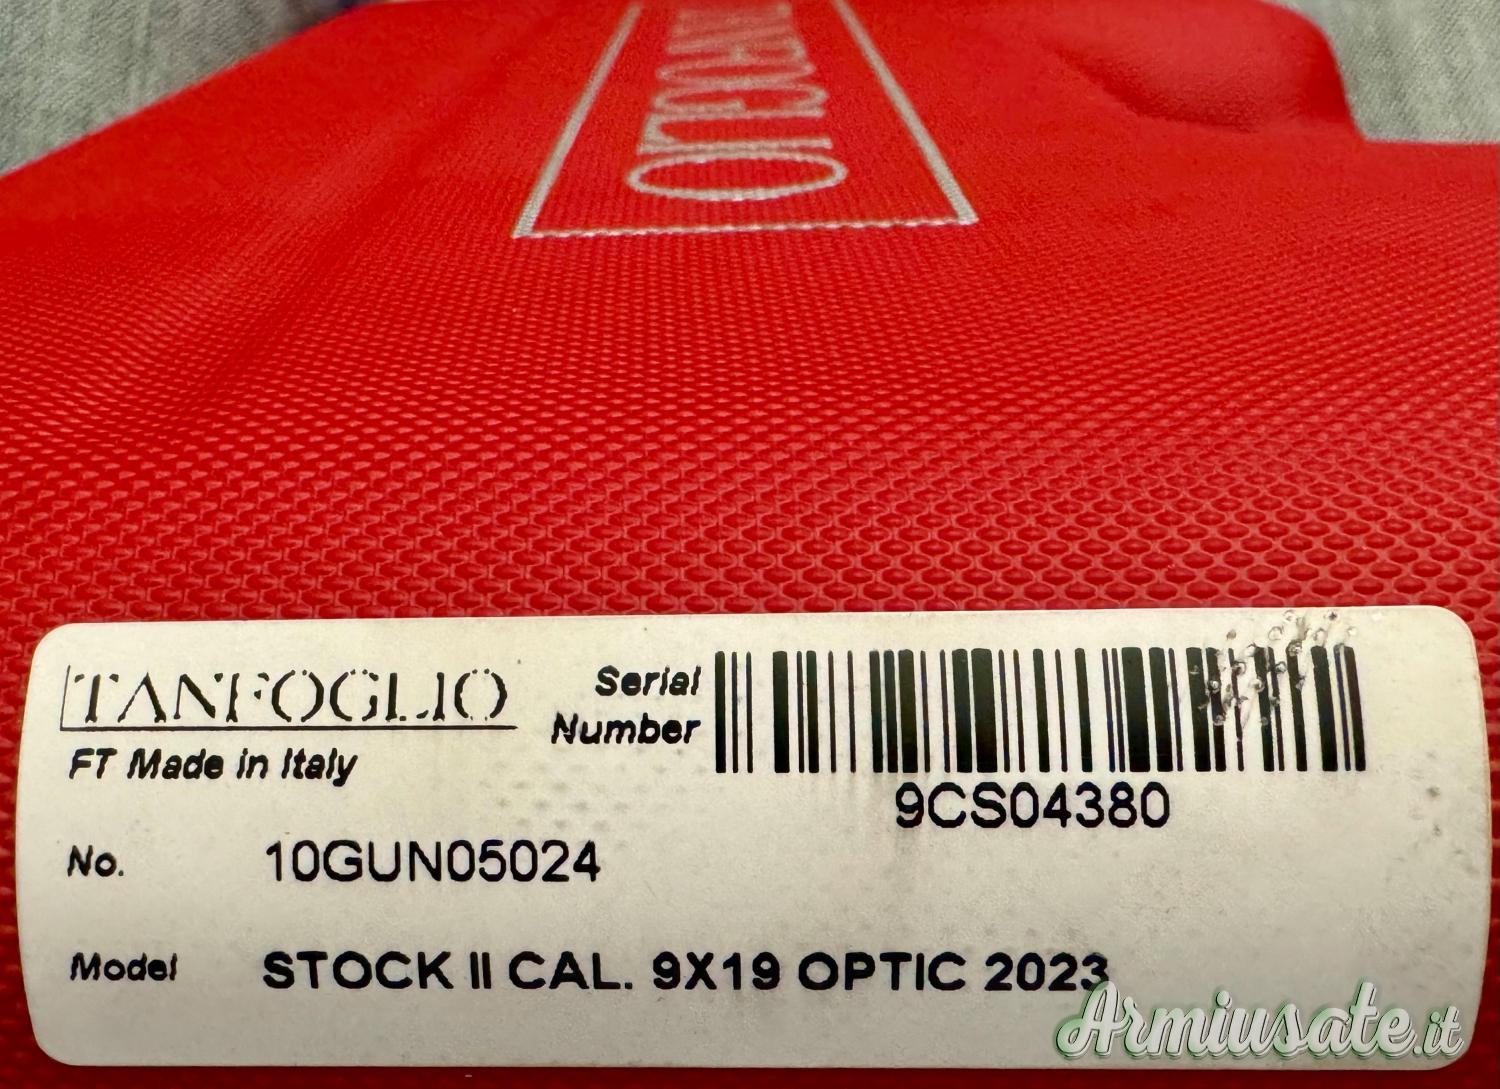 TANFOGLIO
TANFOGLIO
FT Made in Italy
Serial
Number
9CS04380
No. 10GUN05024
Model STOCK II CAL. 9X19 OPTIC 2023
Armiusate.it